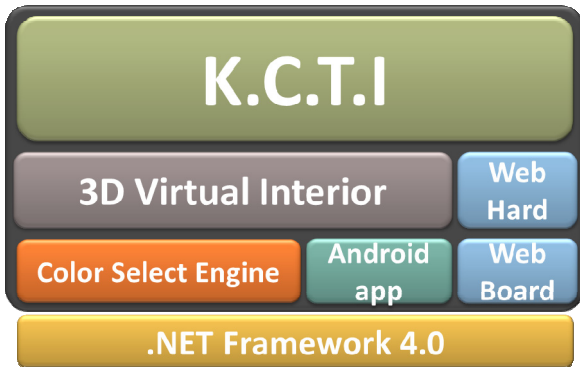 K.C.T.I
3D Virtual Interior
Web
Hard
Color Select Engine
Android
app
Web
Board
.NET Framework 4.0